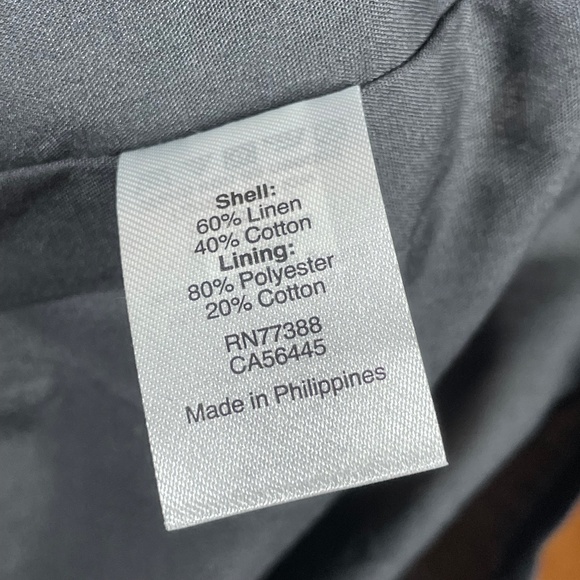 Shell:
60% Linen
40% Cotton
Lining:
80% Polyester
20% Cotton
RN77388
CA56445
Made in Philippines